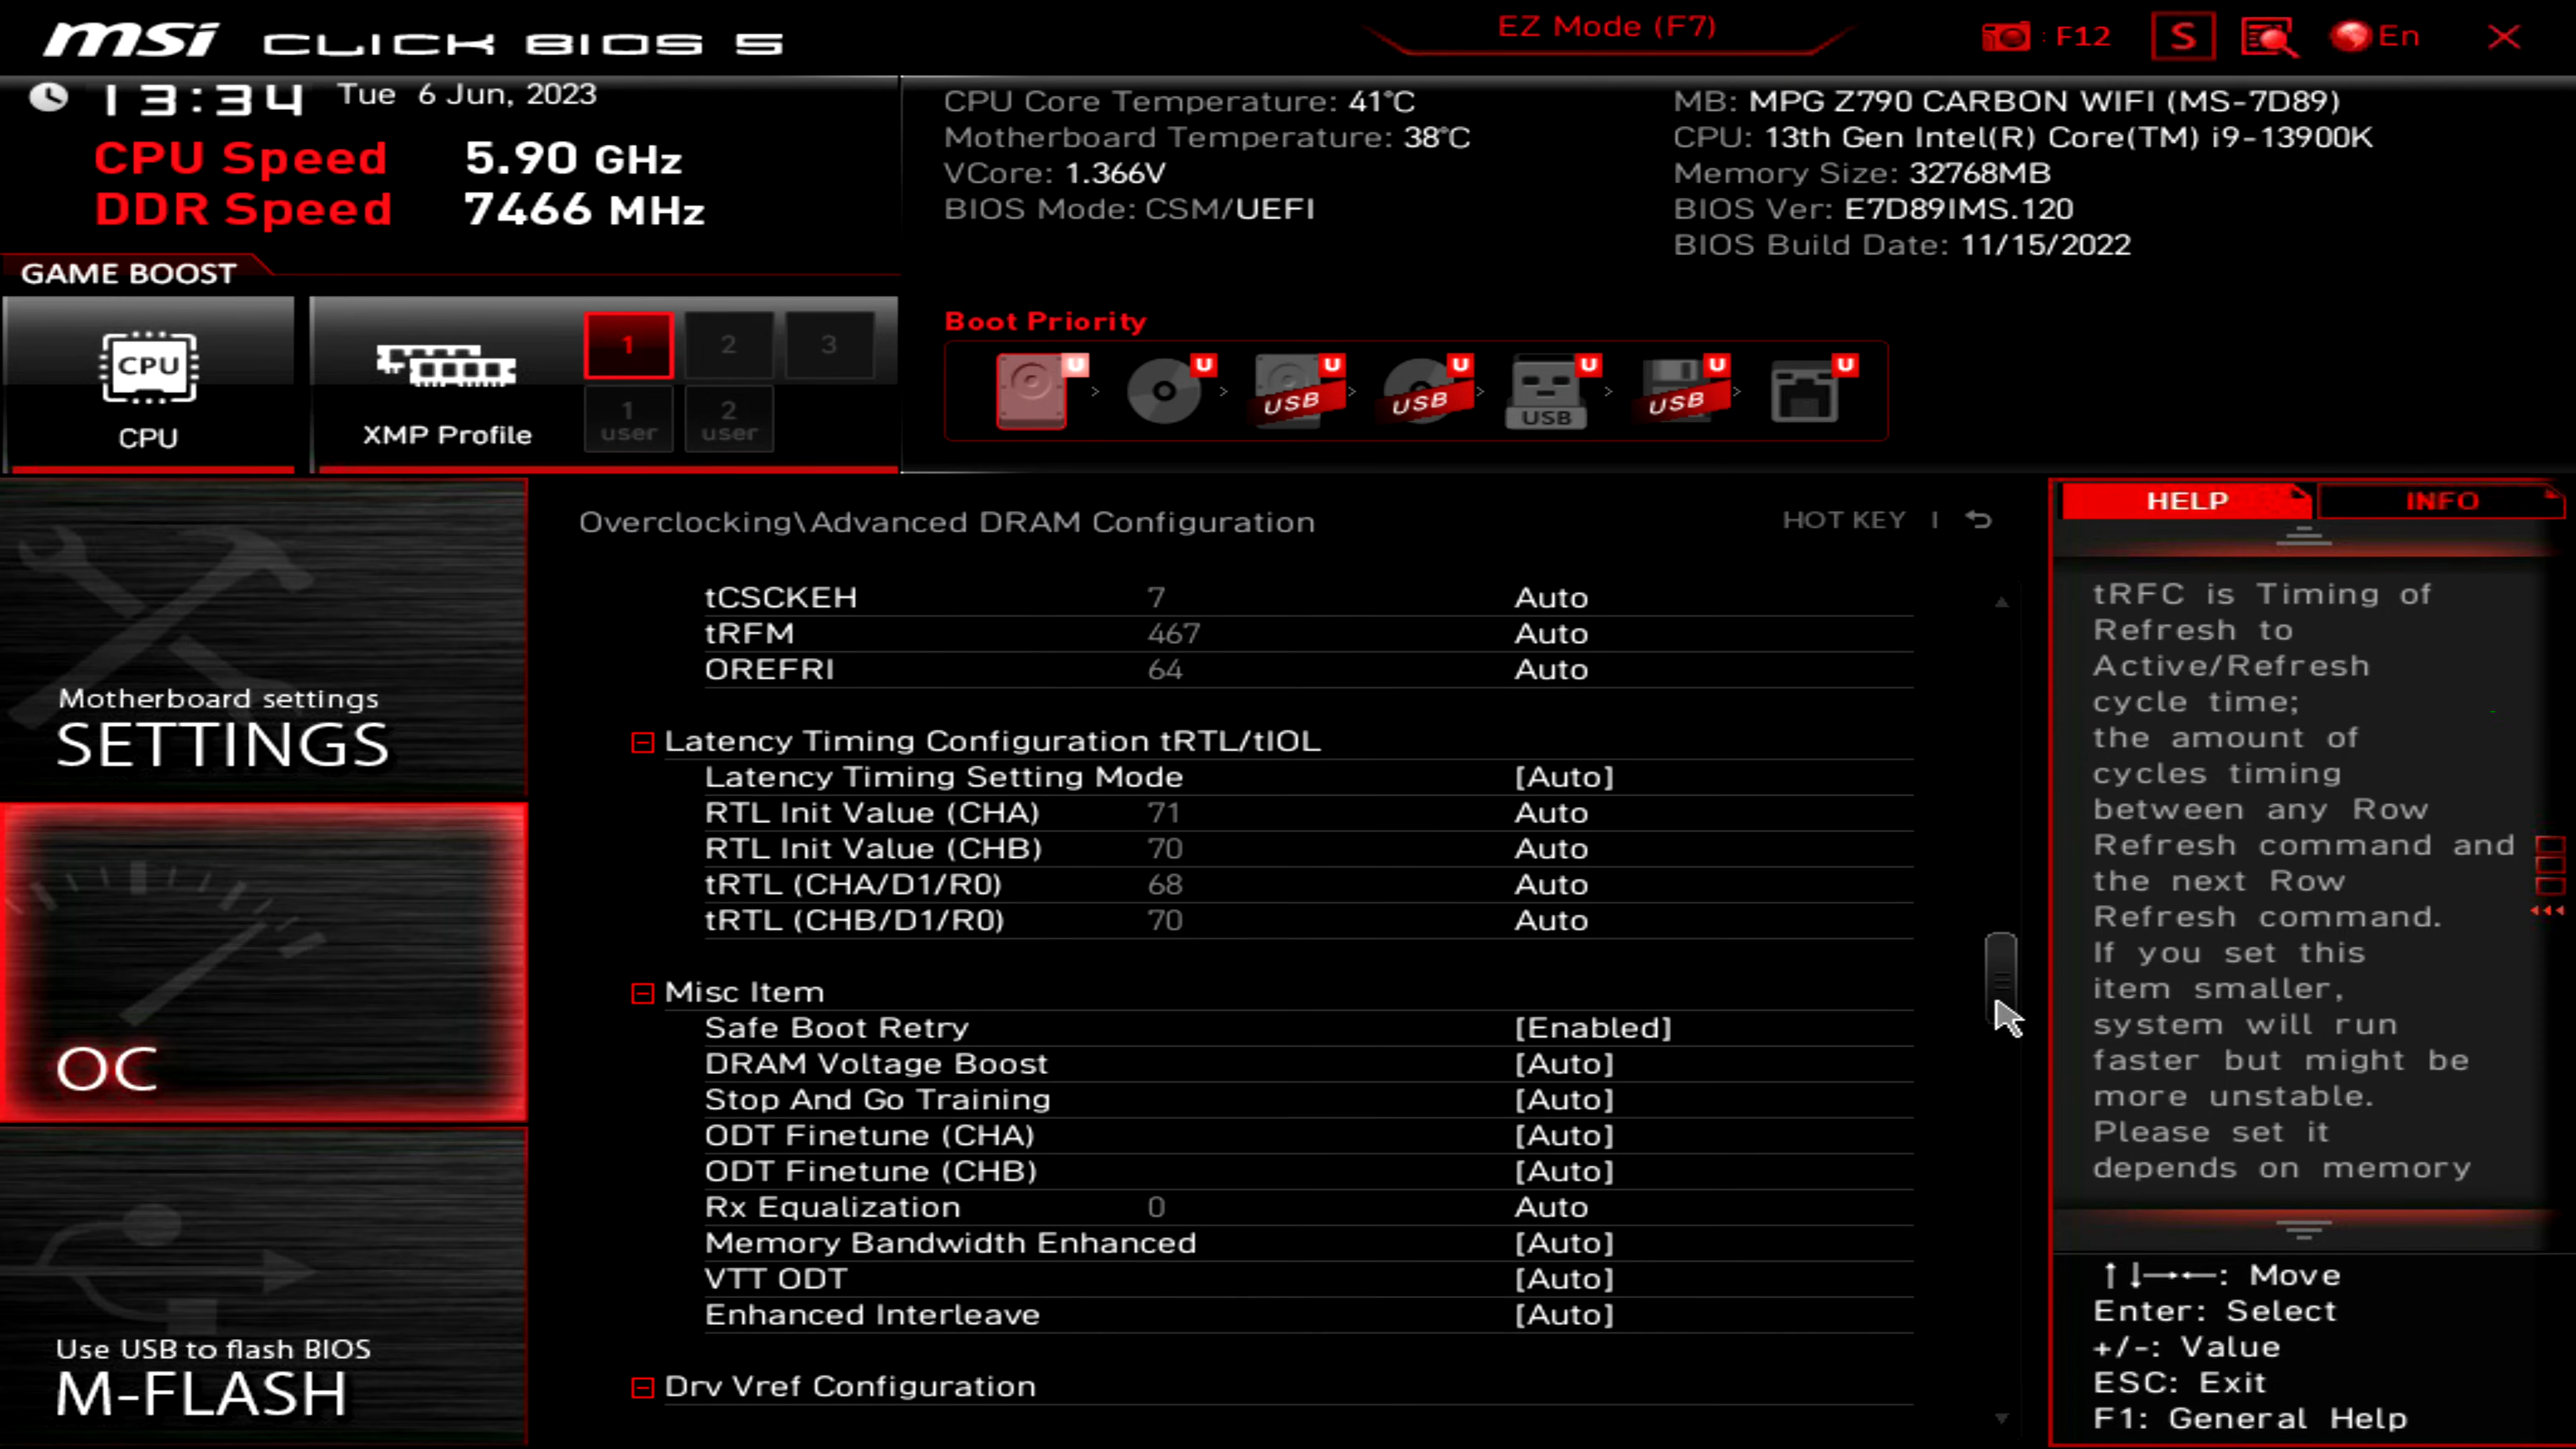 msi CLICK BIOS 5
EZ Mode (F7)
: F12
S
En
13:34 Tue 6 Jun, 2023
CPU Speed 5.90 GHz
DDR Speed 7466 MHz
CPU Core Temperature: 41°C
Motherboard Temperature: 38°C
VCore: 1.366V
BIOS Mode: CSM/UEFI
MB: MPG Z790 CARBON WIFI (MS-7D89)
CPU: 13th Gen Intel(R) Core(TM) i9-13900K
Memory Size: 32768MB
BIOS Ver: E7D89IMS.120
BIOS Build Date: 11/15/2022
GAME BOOST
CPU
CPU
XMP Profile
1 2 3
1 user 2 user
Boot Priority
U U U U U U U
USB USB USB USB
Motherboard settings
SETTINGS
OC
Use USB to flash BIOS
M-FLASH
Overclocking\Advanced DRAM Configuration
HOT KEY |
tCSCKEH 7 Auto
tRFM 467 Auto
OREFRI 64 Auto
Latency Timing Configuration tRTL/tIOL
Latency Timing Setting Mode [Auto]
RTL Init Value (CHA) 71 Auto
RTL Init Value (CHB) 70 Auto
tRTL (CHA/D1/R0) 68 Auto
tRTL (CHB/D1/R0) 70 Auto
Misc Item
Safe Boot Retry [Enabled]
DRAM Voltage Boost [Auto]
Stop And Go Training [Auto]
ODT Finetune (CHA) [Auto]
ODT Finetune (CHB) [Auto]
Rx Equalization 0 Auto
Memory Bandwidth Enhanced [Auto]
VTT ODT [Auto]
Enhanced Interleave [Auto]
Drv Vref Configuration
HELP
INFO
tRFC is Timing of
Refresh to
Active/Refresh
cycle time;
the amount of
cycles timing
between any Row
Refresh command and
the next Row
Refresh command.
If you set this
item smaller,
system will run
faster but might be
more unstable.
Please set it
depends on memory
↑↓→←: Move
Enter: Select
+/-: Value
ESC: Exit
F1: General Help